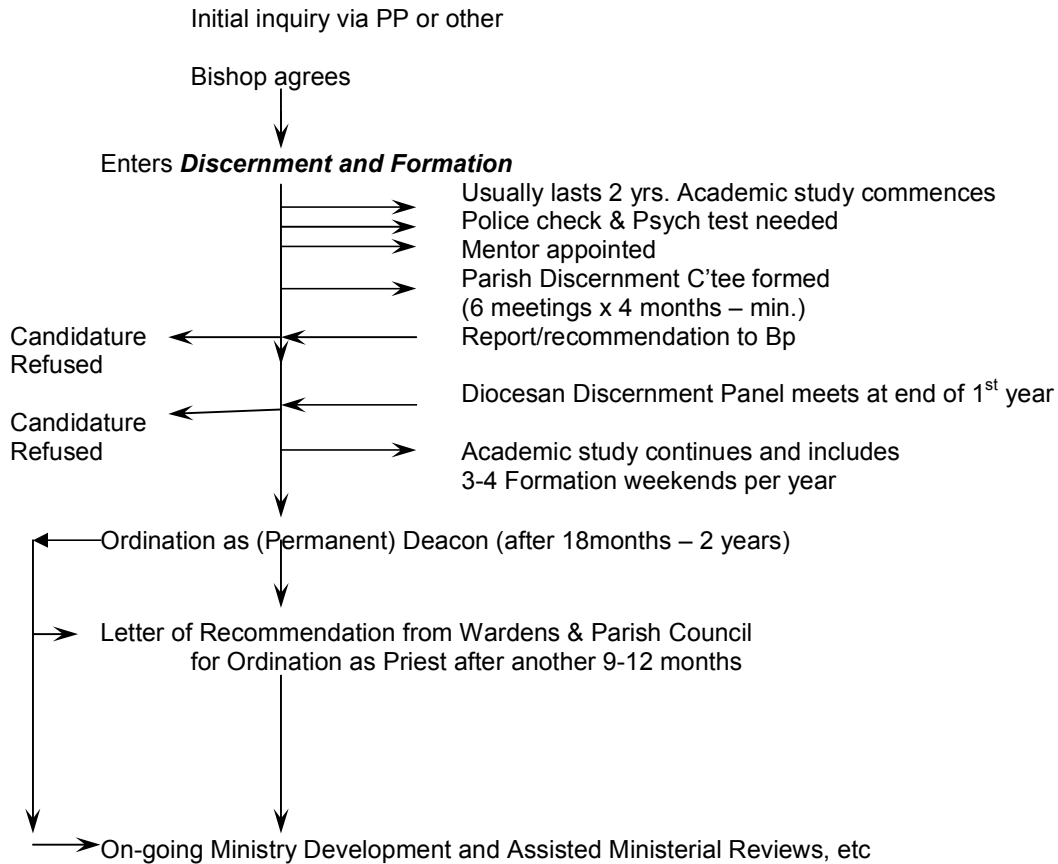 Initial inquiry via PP or other
Bishop agrees
Enters Discernment and Formation
Usually lasts 2 yrs. Academic study commences
Police check & Psych test needed
Mentor appointed
Parish Discernment C'tee formed
(6 meetings x 4 months – min.)
Candidature
Refused
Report/recommendation to Bp
Diocesan Discernment Panel meets at end of 1st year
Candidature
Refused
Academic study continues and includes
3-4 Formation weekends per year
Ordination as (Permanent) Deacon (after 18months – 2 years)
Letter of Recommendation from Wardens & Parish Council
for Ordination as Priest after another 9-12 months
On-going Ministry Development and Assisted Ministerial Reviews, etc